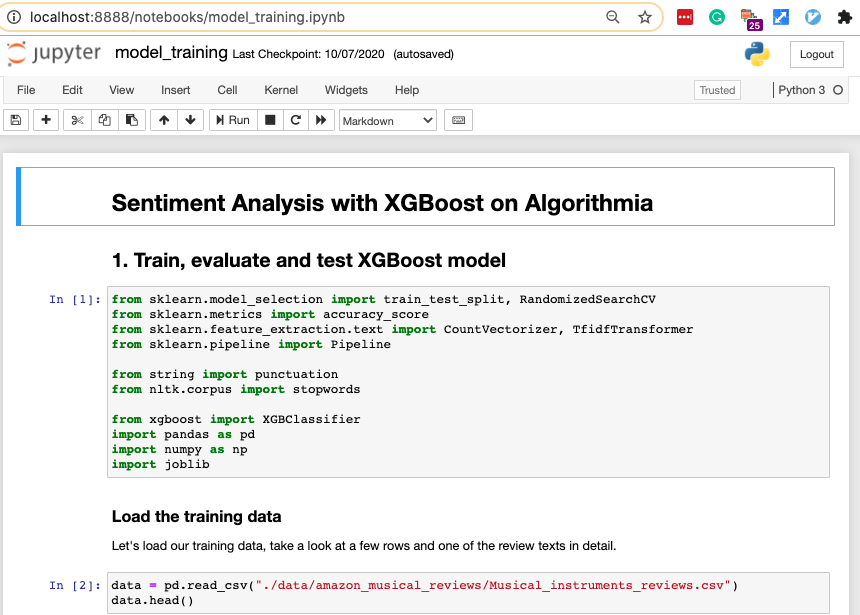 localhost:8888/notebooks/model_training.ipynb
25
jupyter model_training Last Checkpoint: 10/07/2020 (autosaved)
Logout
File Edit View Insert Cell Kernel Widgets Help Trusted Python 3
Run Markdown
Sentiment Analysis with XGBoost on Algorithmia
1. Train, evaluate and test XGBoost model
In [1]: from sklearn.model_selection import train_test_split, RandomizedSearchCV
from sklearn.metrics import accuracy_score
from sklearn.feature_extraction.text import CountVectorizer, TfidfTransformer
from sklearn.pipeline import Pipeline
from string import punctuation
from nltk.corpus import stopwords
from xgboost import XGBClassifier
import pandas as pd
import numpy as np
import joblib
Load the training data
Let's load our training data, take a look at a few rows and one of the review texts in detail.
In [2]: data = pd.read_csv("./data/amazon_musical_reviews/Musical_instruments_reviews.csv")
data.head()